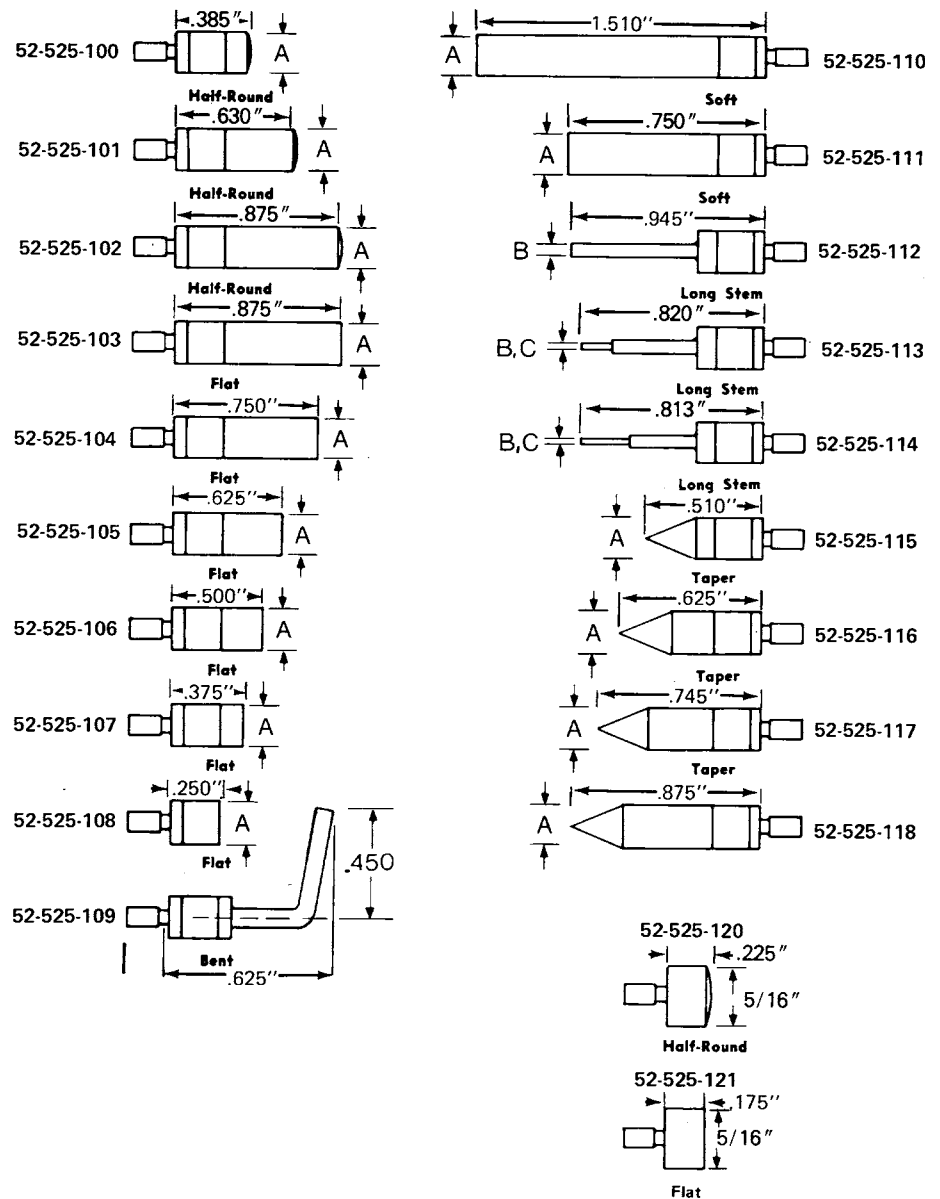 .385″
52-525-100 A
Half-Round
.630″
52-525-101 A
Half-Round
.875″
52-525-102 A
Half-Round
.875″
52-525-103 A
Flat
.750″
52-525-104 A
Flat
.625″
52-525-105 A
Flat
.500″
52-525-106 A
Flat
.375″
52-525-107 A
Flat
.250″
52-525-108 A
Flat
.450
52-525-109
Bent
.625″
1.510″
A 52-525-110
Soft
.750″
A 52-525-111
Soft
.945″
B 52-525-112
Long Stem
.820″
B,C 52-525-113
Long Stem
.813″
B,C 52-525-114
Long Stem
.510″
A 52-525-115
Taper
.625″
A 52-525-116
Taper
.745″
A 52-525-117
Taper
.875″
A 52-525-118
52-525-120
.225″
5/16″
Half-Round
52-525-121
.175″
5/16″
Flat